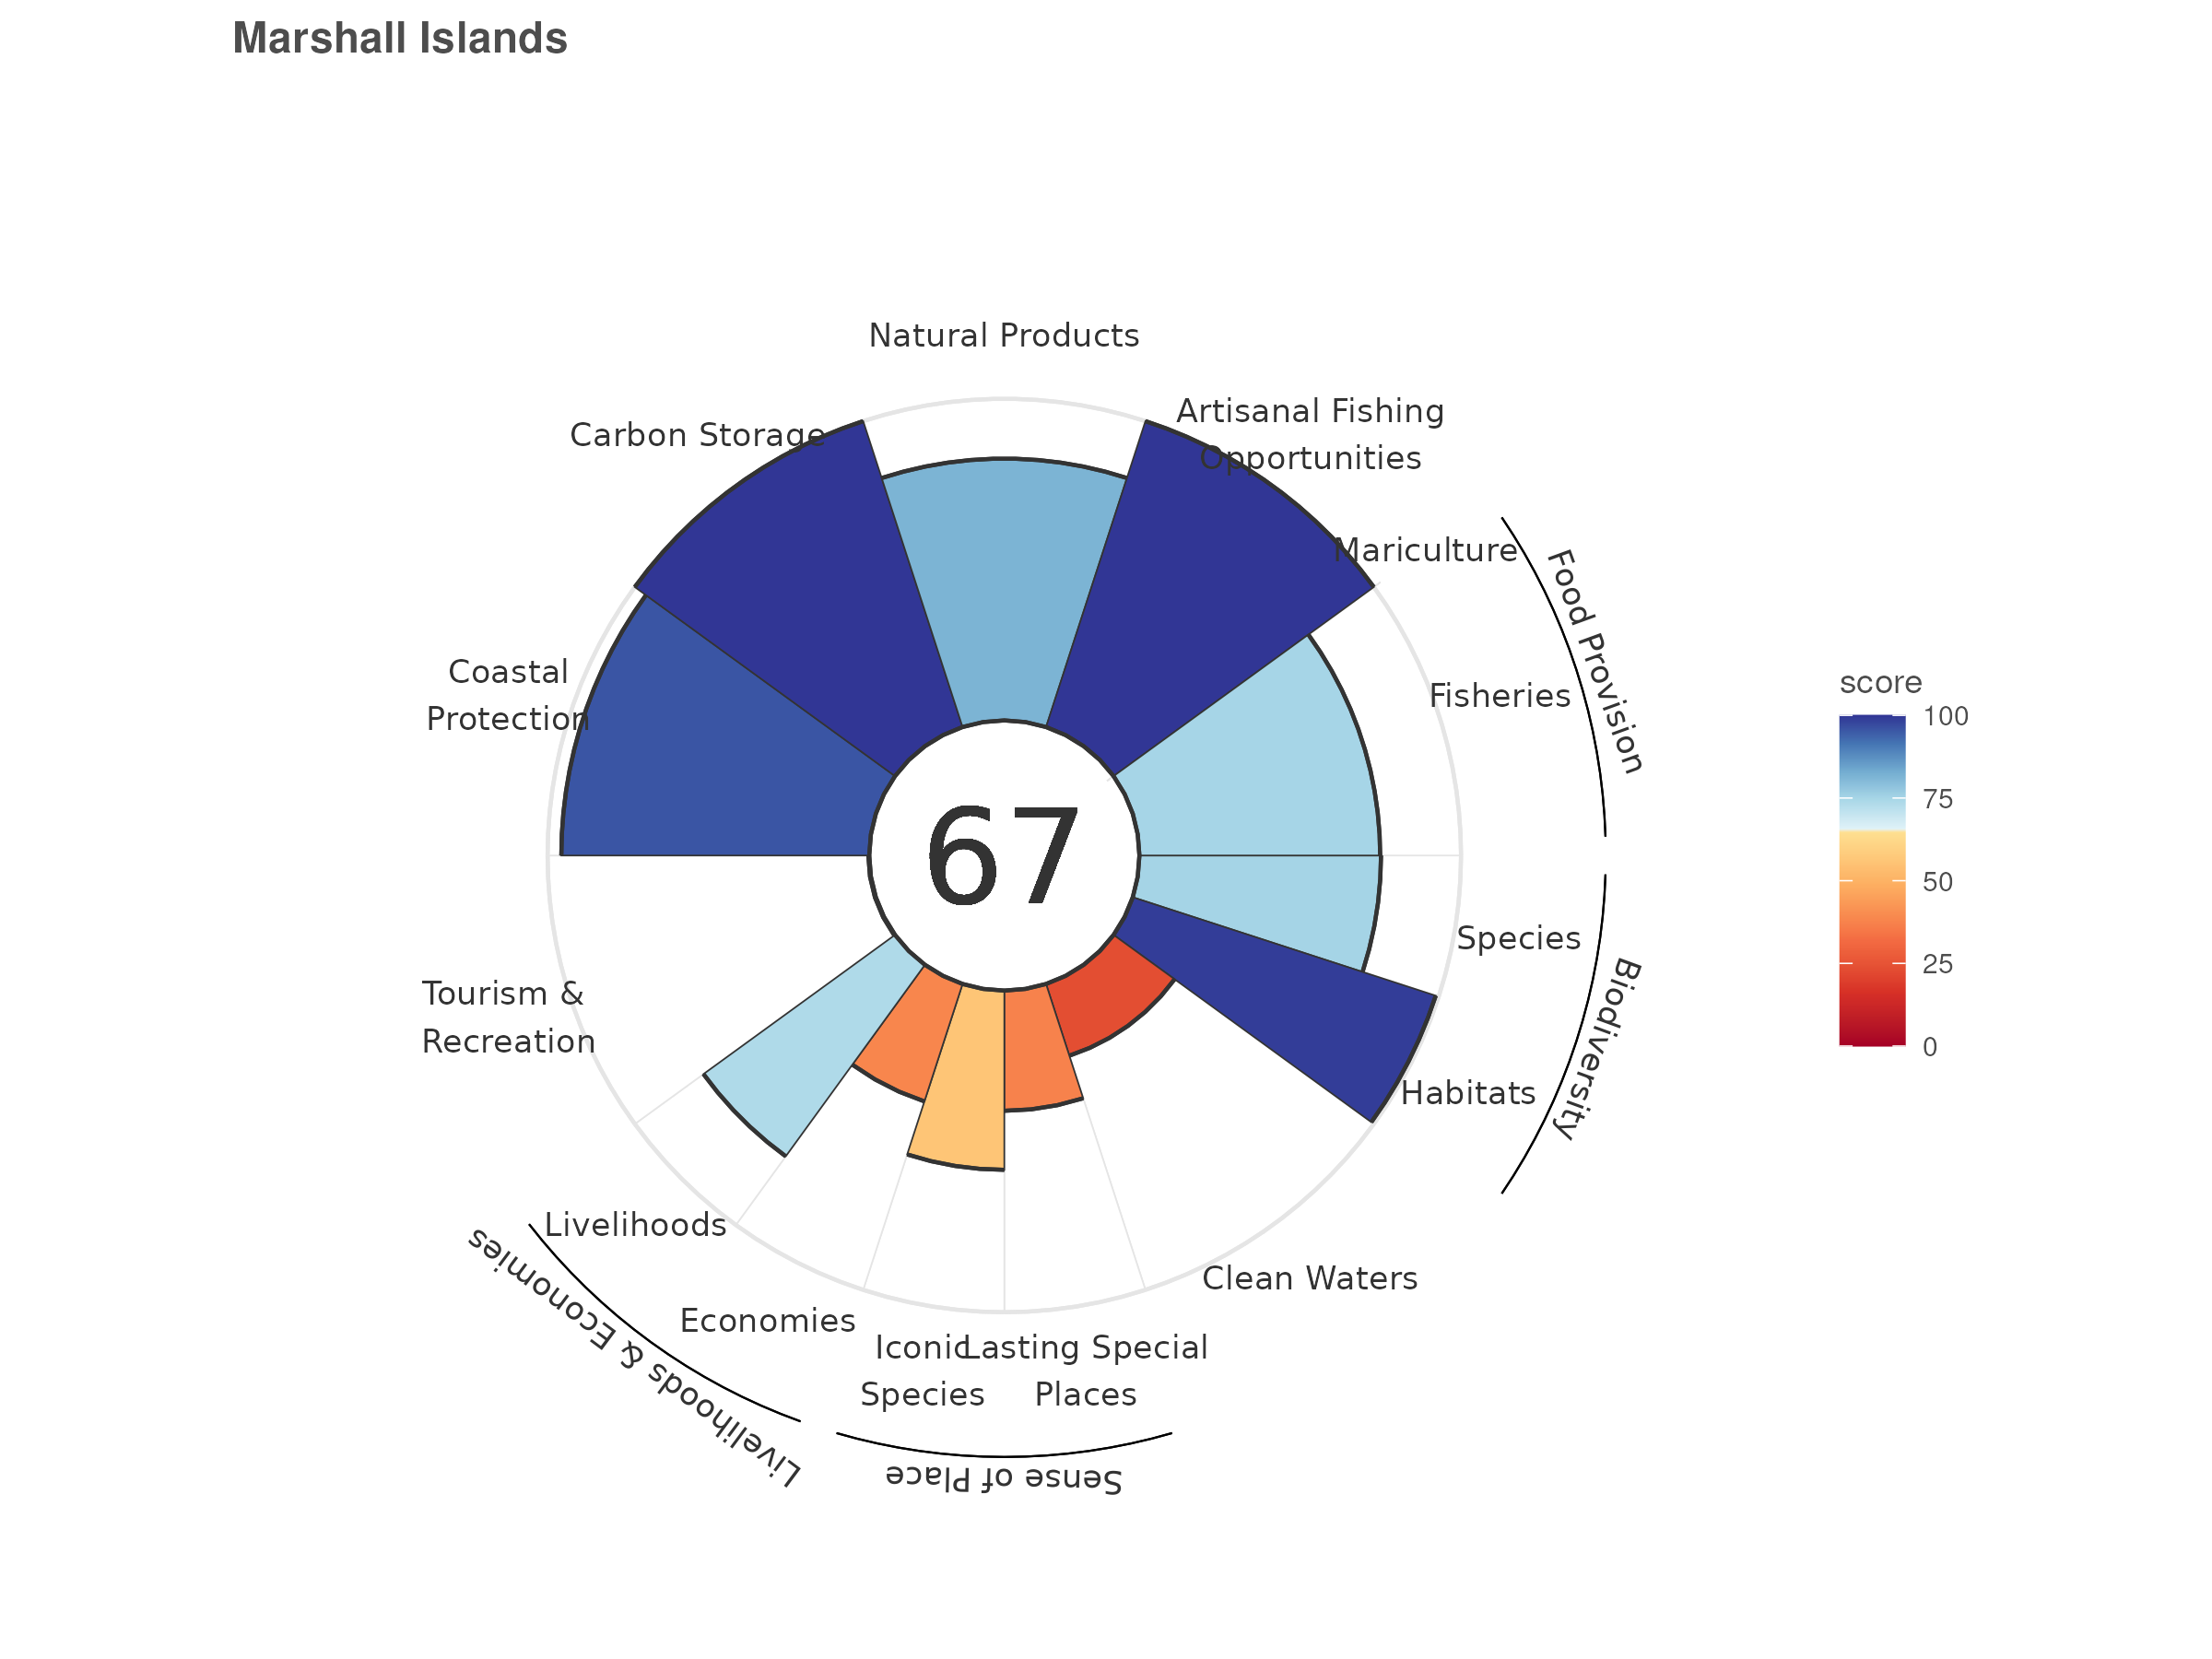 Marshall Islands
Natural Products
Artisanal Fishing
Opportunities
Carbon Storage
Mariculture
Food Provision
Fisheries
Coastal
Protection
67
score
100
75
50
25
0
Species
Biodiversity
Habitats
Tourism &
Recreation
Livelihoods
Livelihoods & Economies
Economies
Clean Waters
Iconic
Species
Lasting Special
Places
Sense of Place